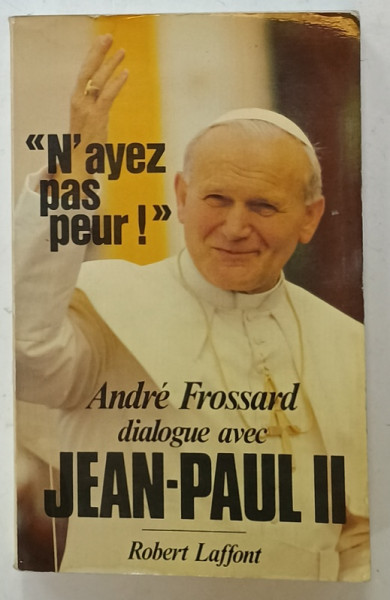 « N'ayez
pas
peur ! »
André Frossard
dialogue avec
JEAN-PAUL II
Robert Laffont